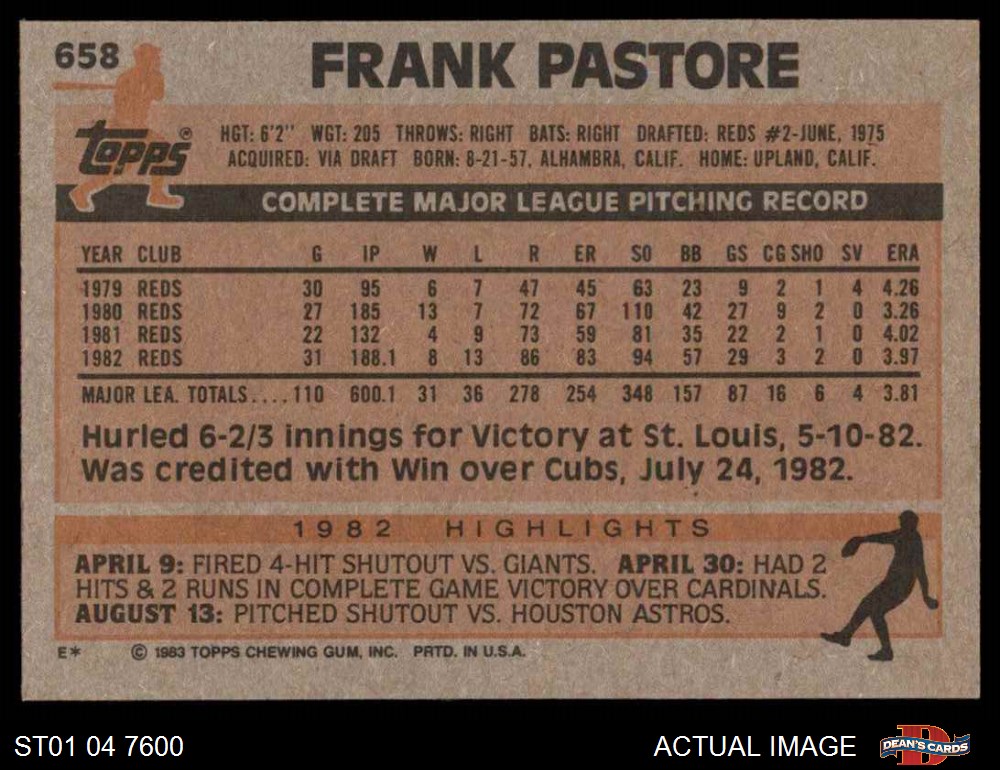 658 FRANK PASTORE
Topps®
HGT: 6'2" WGT: 205 THROWS: RIGHT BATS: RIGHT DRAFTED: REDS #2-JUNE, 1975
ACQUIRED: VIA DRAFT BORN: 8-21-57, ALHAMBRA, CALIF. HOME: UPLAND, CALIF.
COMPLETE MAJOR LEAGUE PITCHING RECORD
YEAR CLUB G IP W L R ER SO BB GS CG SHO SV ERA
1979 REDS 30 95 6 7 47 45 63 23 9 2 1 4 4.26
1980 REDS 27 185 13 7 72 67 110 42 27 9 2 0 3.26
1981 REDS 22 132 4 9 73 59 81 35 22 2 1 0 4.02
1982 REDS 31 188.1 8 13 86 83 94 57 29 3 2 0 3.97
MAJOR LEA. TOTALS....110 600.1 31 36 278 254 348 157 87 16 6 4 3.81
Hurled 6-2/3 innings for Victory at St. Louis, 5-10-82.
Was credited with Win over Cubs, July 24, 1982.
1982 HIGHLIGHTS
APRIL 9: FIRED 4-HIT SHUTOUT VS. GIANTS. APRIL 30: HAD 2
HITS & 2 RUNS IN COMPLETE GAME VICTORY OVER CARDINALS.
AUGUST 13: PITCHED SHUTOUT VS. HOUSTON ASTROS.
E* © 1983 TOPPS CHEWING GUM, INC. PRTD. IN U.S.A.
ST01 04 7600 ACTUAL IMAGE D DEAN'S CARDS